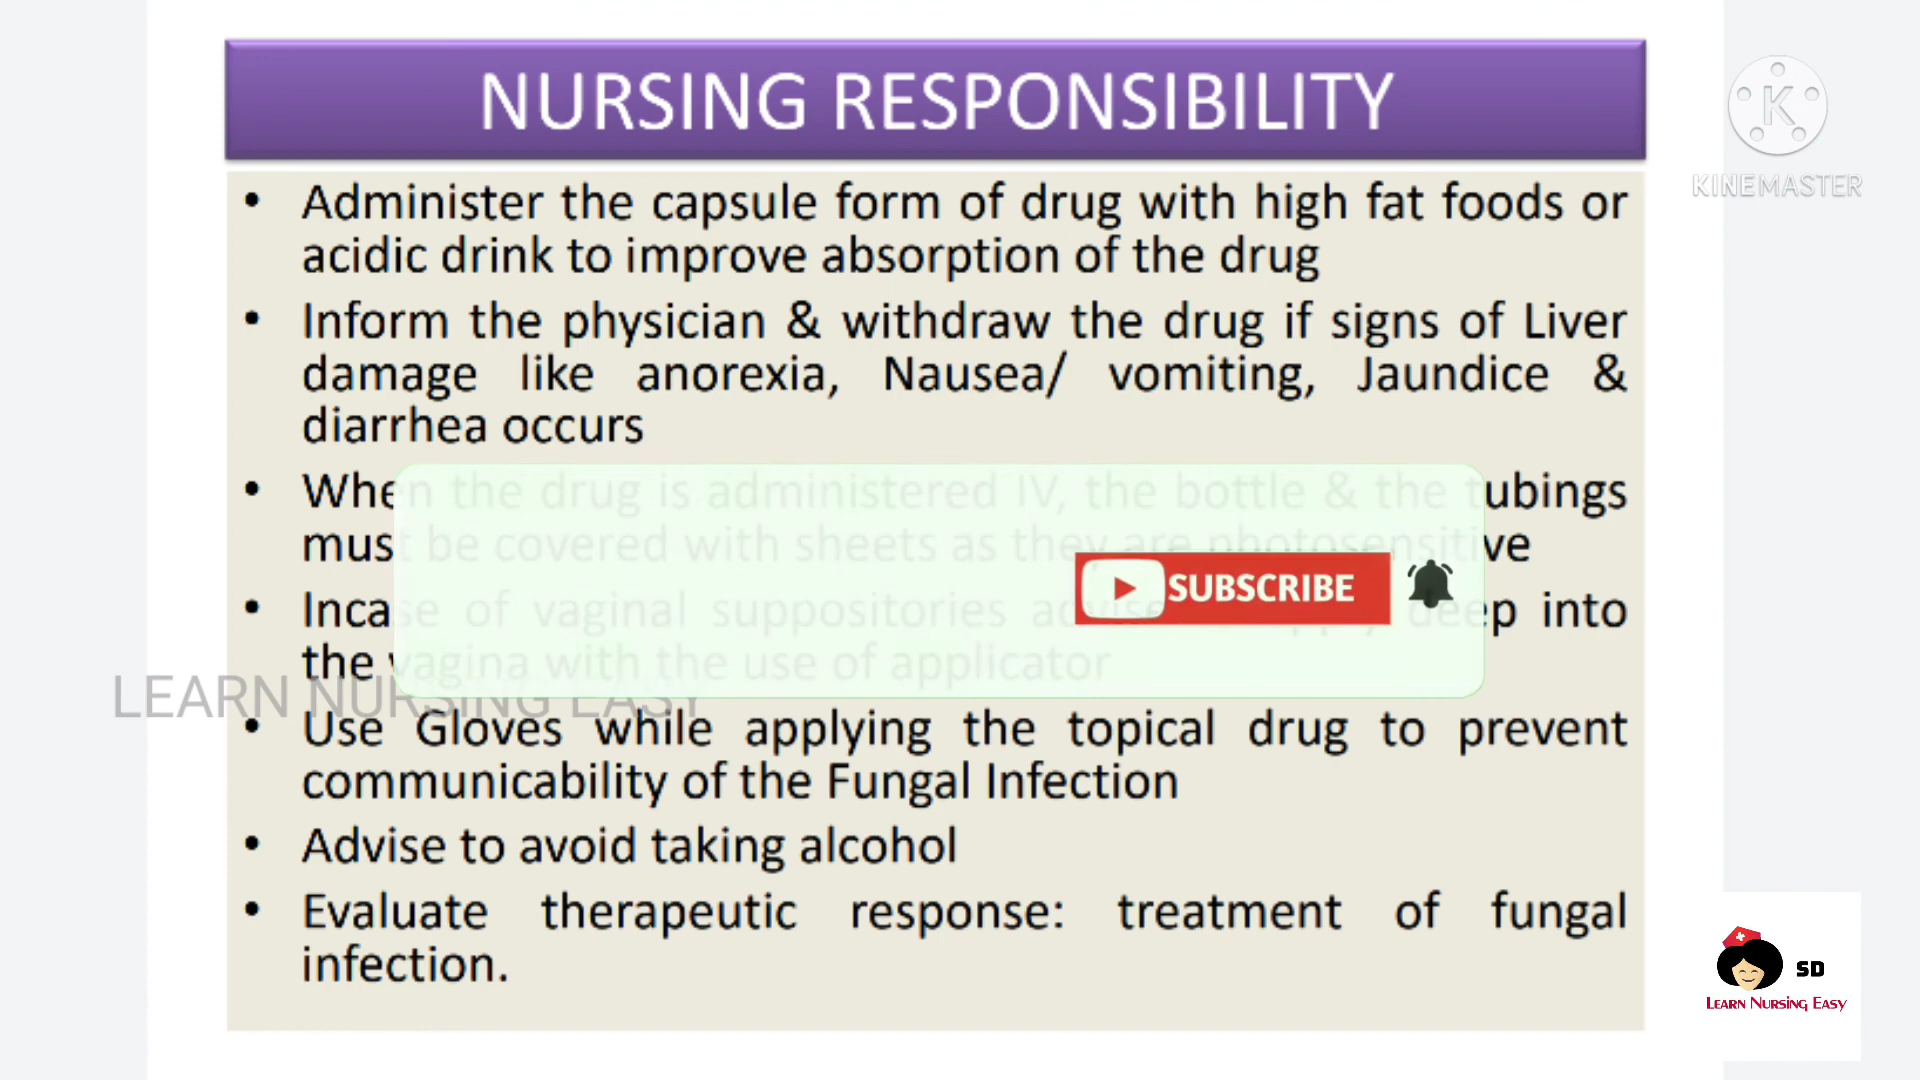 NURSING RESPONSIBILITY
K
KINEMASTER
• Administer the capsule form of drug with high fat foods or
acidic drink to improve absorption of the drug
• Inform the physician & withdraw the drug if signs of Liver
damage like anorexia, Nausea/ vomiting, Jaundice &
diarrhea occurs
• When the drug is administered IV, the bottle & the tubings
must be covered with sheets as they are photosensitive
• Incase of vaginal suppositories deep into
the vagina with the use of applicator
SUBSCRIBE
LEARN NURSING EASY
• Use Gloves while applying the topical drug to prevent
communicability of the Fungal Infection
• Advise to avoid taking alcohol
• Evaluate therapeutic response: treatment of fungal
infection.
SD
LEARN NURSING EASY